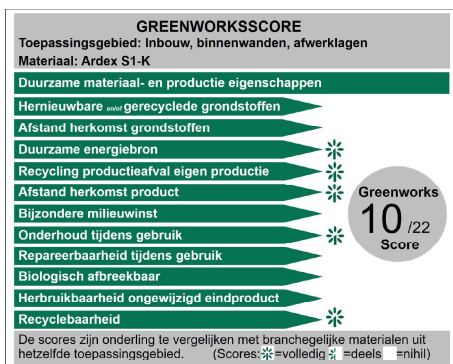 GREENWORKSSCORE
Toepassingsgebied: Inbouw, binnenwanden, afwerklagen
Materiaal: Ardex S1-K
Duurzame materiaal- en productie eigenschappen
Hernieuwbare en/of gerecyclede grondstoffen
Afstand herkomst grondstoffen
Duurzame energiebron
Recycling productieafval eigen productie
Afstand herkomst product
Bijzondere milieuwinst
Onderhoud tijdens gebruik
Repareerbaarheid tijdens gebruik
Biologisch afbreekbaar
Herbruikbaarheid ongewijzigd eindproduct
Recyclebaarheid
Greenworks
10 /22
Score
De scores zijn onderling te vergelijken met branchegelijke materialen uit
hetzelfde toepassingsgebied. (Scores: =volledig =deels =nihil)